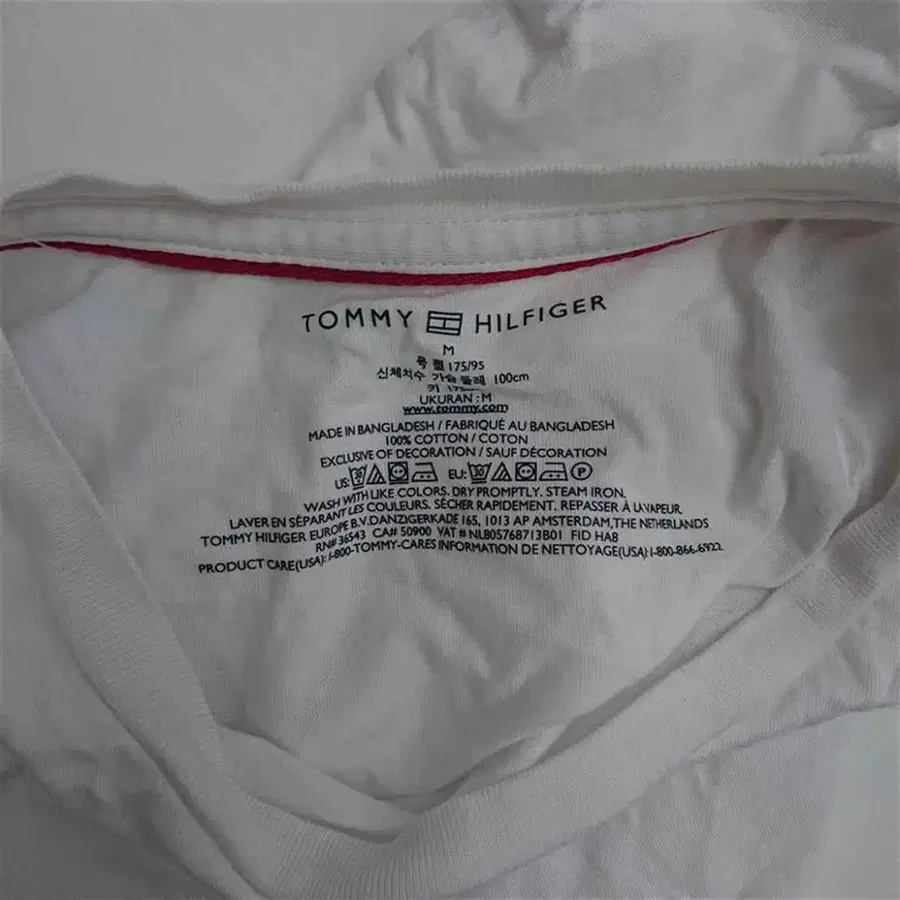 TOMMY HILFIGER
M
175/95
신체치수 가슴 둘레 100cm
키 175cm
UKURAN : M
www.tommy.com
MADE IN BANGLADESH / FABRIQUÉ AU BANGLADESH
100% COTTON / COTON
EXCLUSIVE OF DECORATION / SAUF DÉCORATION
US: EU:
WASH WITH LIKE COLORS. DRY PROMPTLY. STEAM IRON.
LAVER EN SÉPARANT LES COULEURS. SÉCHER RAPIDEMENT. REPASSER À LA VAPEUR.
TOMMY HILFIGER EUROPE B.V. DANZIGERKADE 165, 1013 AP AMSTERDAM, THE NETHERLANDS
RN# 36543 CA# 50900 VAT # NL805768713B01 FID HA8
PRODUCT CARE(USA): 1-800-TOMMY-CARES INFORMATION DE NETTOYAGE(USA) 1-800-866-6922